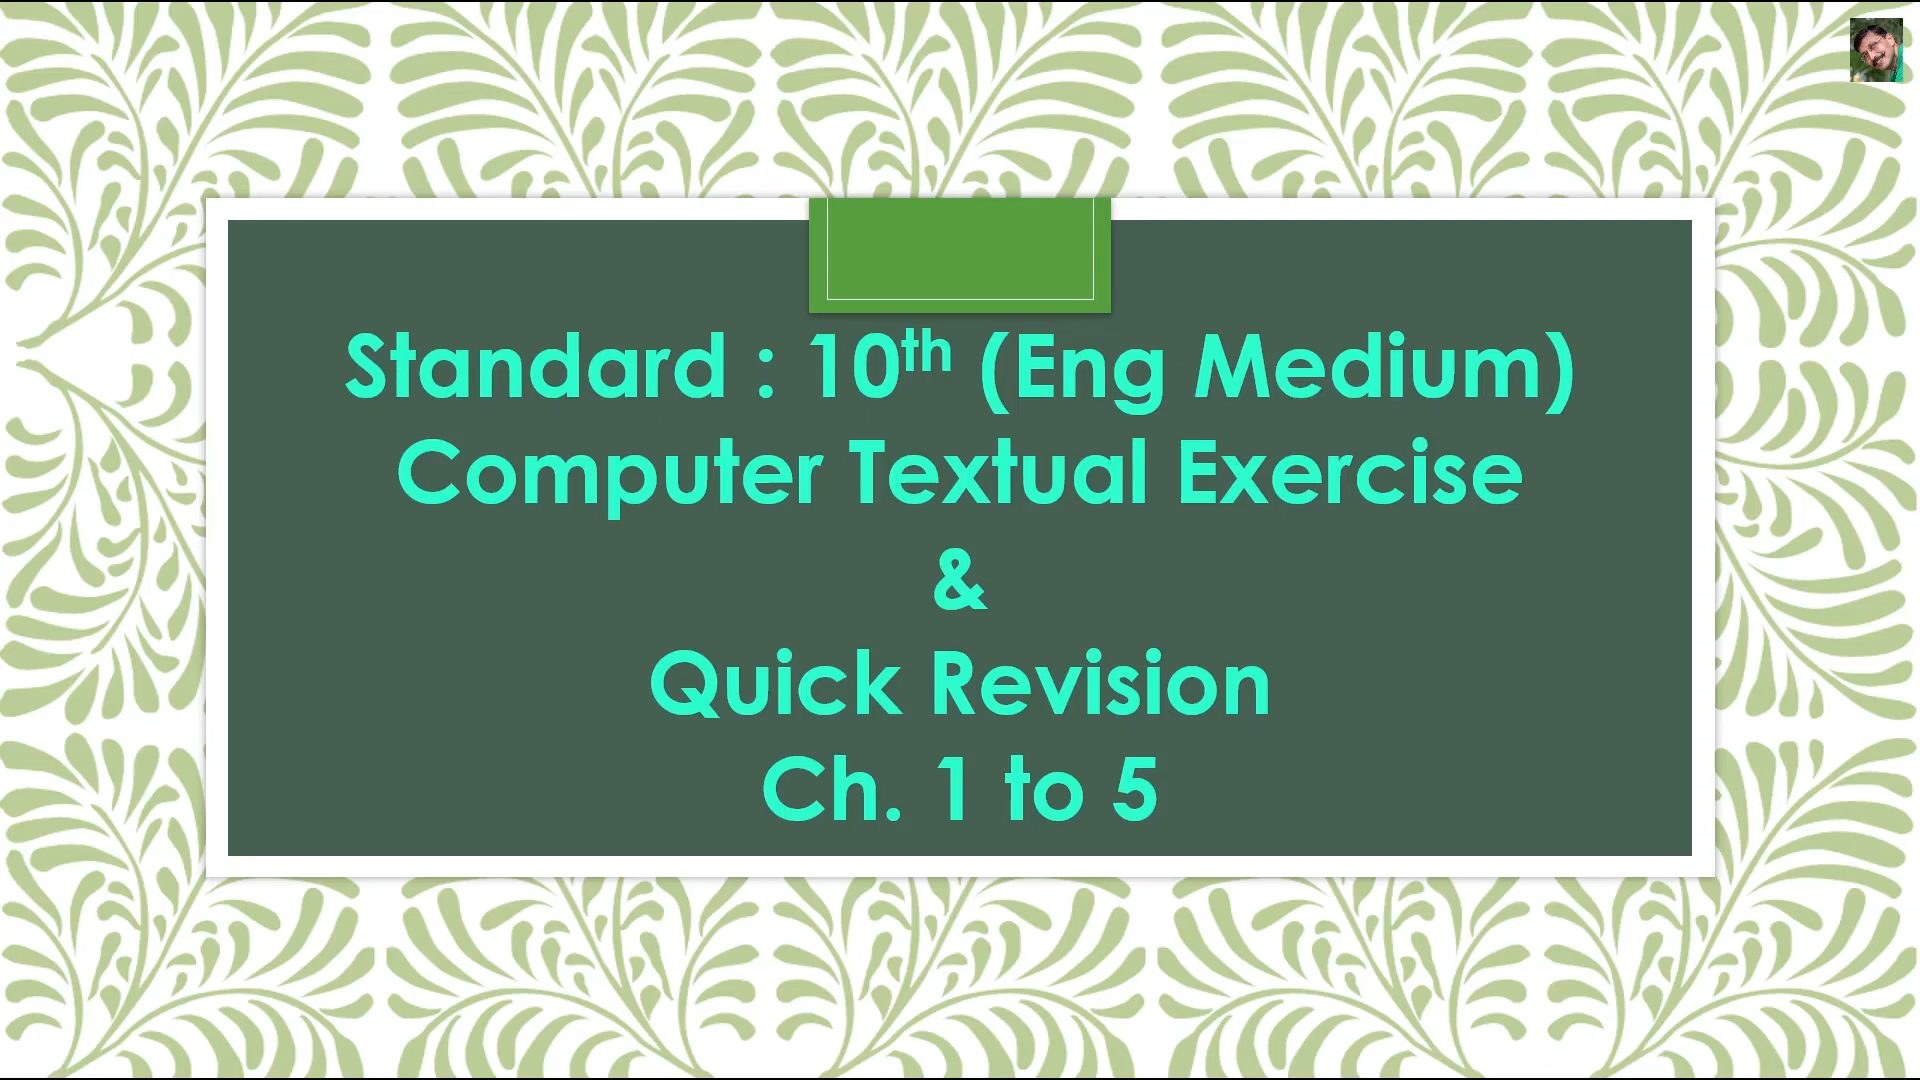 Standard : 10th (Eng Medium)
Computer Textual Exercise
&
Quick Revision
Ch. 1 to 5